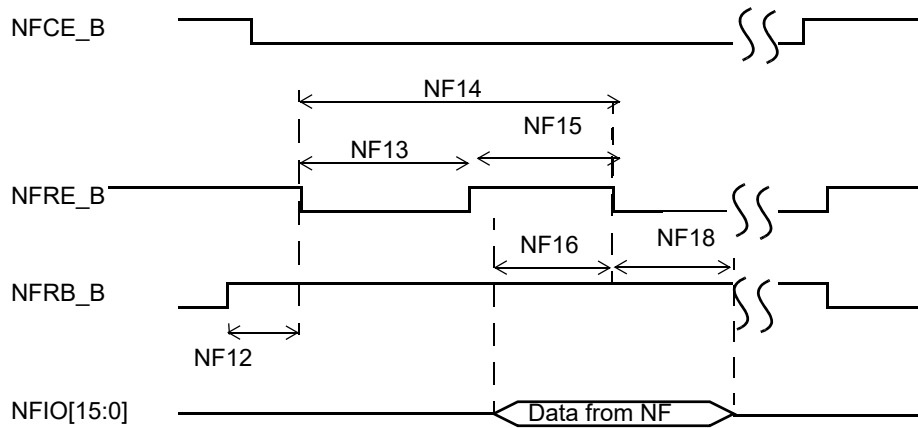 NFCE_B
NF14
NF15
NF13
NFRE_B
NF16
NF18
NFRB_B
NF12
NFIO[15:0]
Data from NF